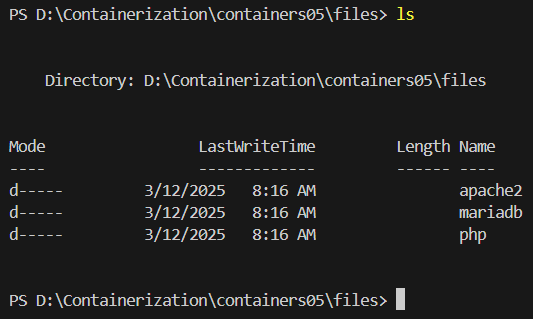 PS D:\Containerization\containers05\files> ls
Directory: D:\Containerization\containers05\files
Mode LastWriteTime Length Name
---- ------------- ------ ----
d----- 3/12/2025 8:16 AM apache2
d----- 3/12/2025 8:16 AM mariadb
d----- 3/12/2025 8:16 AM php
PS D:\Containerization\containers05\files>